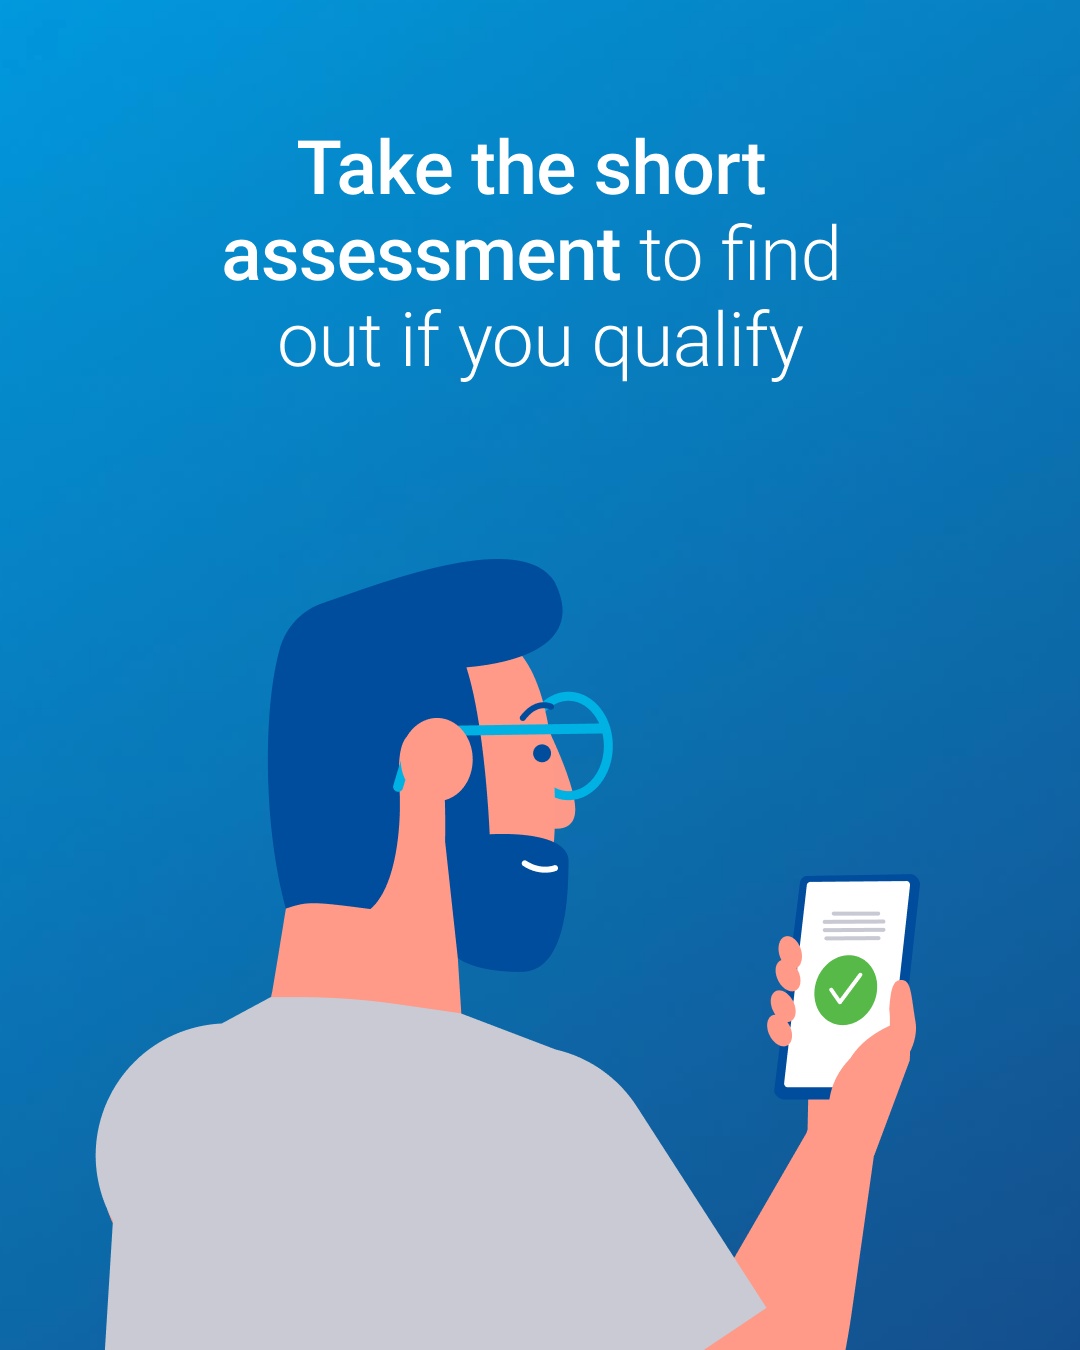 Take the short
assessment to find
out if you qualify